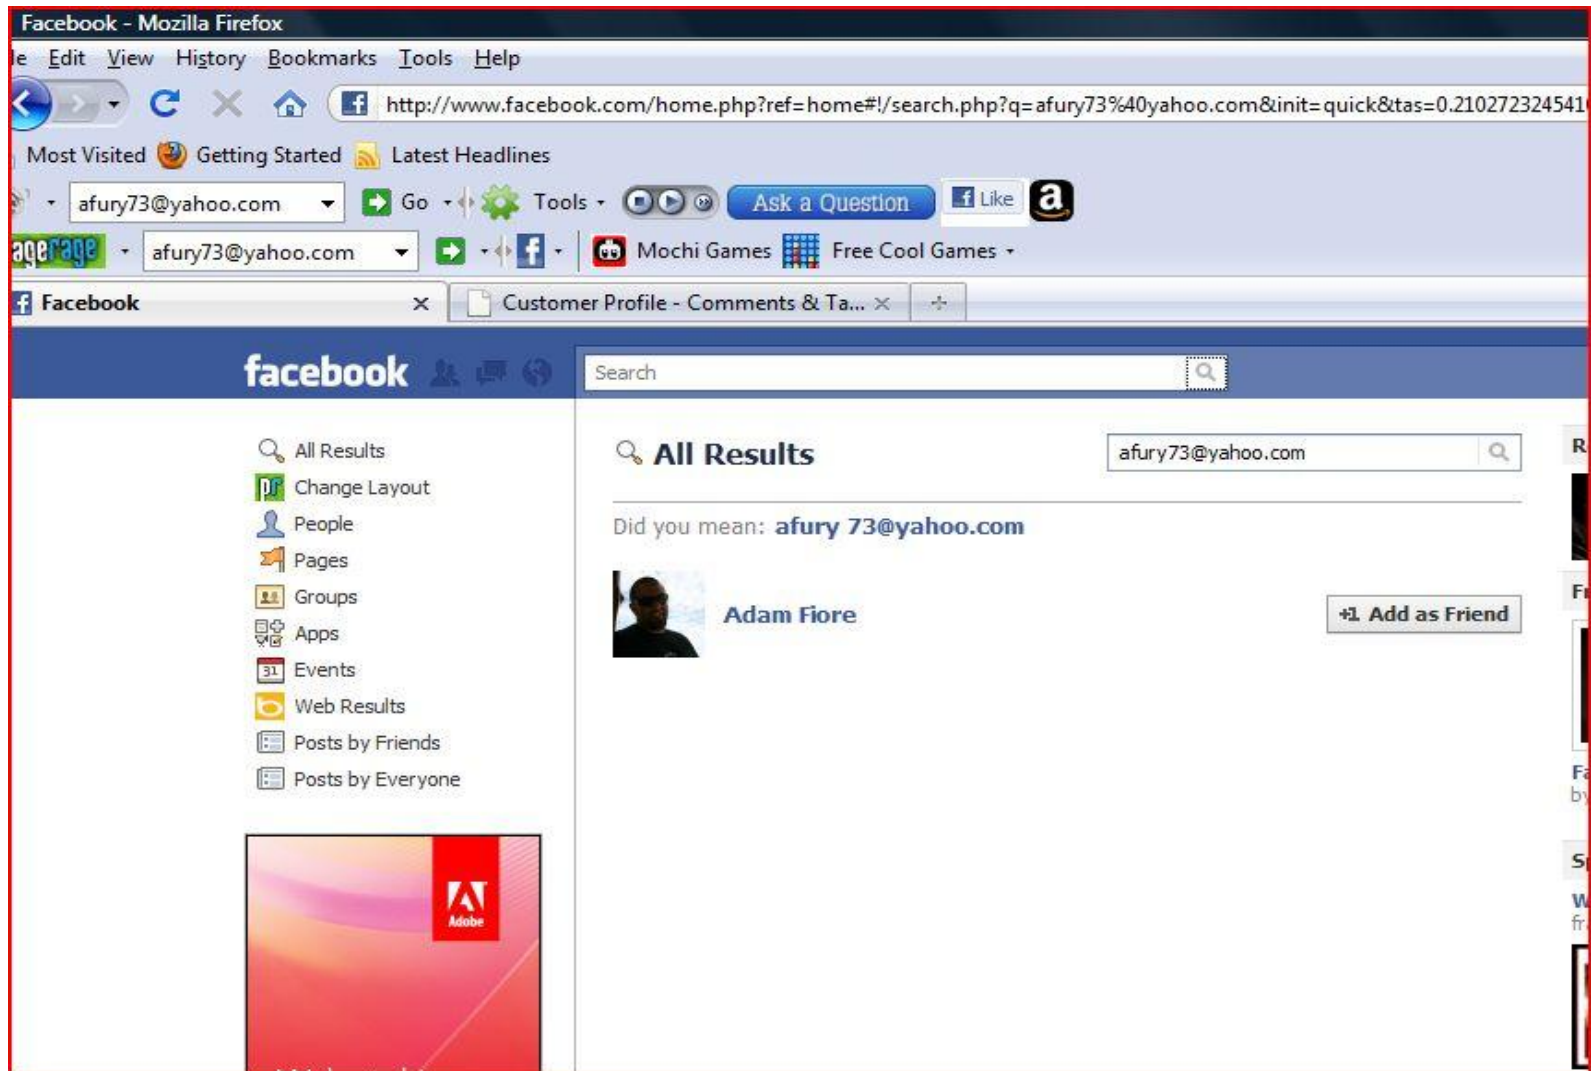 Facebook - Mozilla Firefox
le Edit View History Bookmarks Tools Help
http://www.facebook.com/home.php?ref=home#!/search.php?q=afury73%40yahoo.com&init=quick&tas=0.210272324541
Most Visited Getting Started Latest Headlines
afury73@yahoo.com Go Tools Ask a Question Like a
agerage afury73@yahoo.com Mochi Games Free Cool Games
Facebook Customer Profile - Comments & Ta...
facebook Search
All Results
Change Layout
People
Pages
Groups
Apps
31 Events
Web Results
Posts by Friends
Posts by Everyone
Adobe
All Results afury73@yahoo.com
Did you mean: afury 73@yahoo.com
Adam Fiore +1 Add as Friend